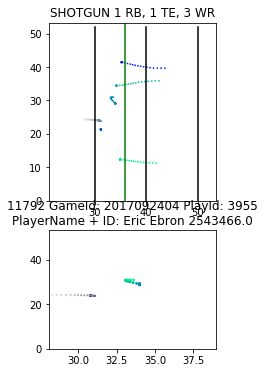 SHOTGUN 1 RB, 1 TE, 3 WR
50
40
30
20
10
0
30 40 50
11792 GameId: 2017092404 PlayId: 3955
PlayerName + ID: Eric Ebron 2543466.0
40
20
0
30.0 32.5 35.0 37.5